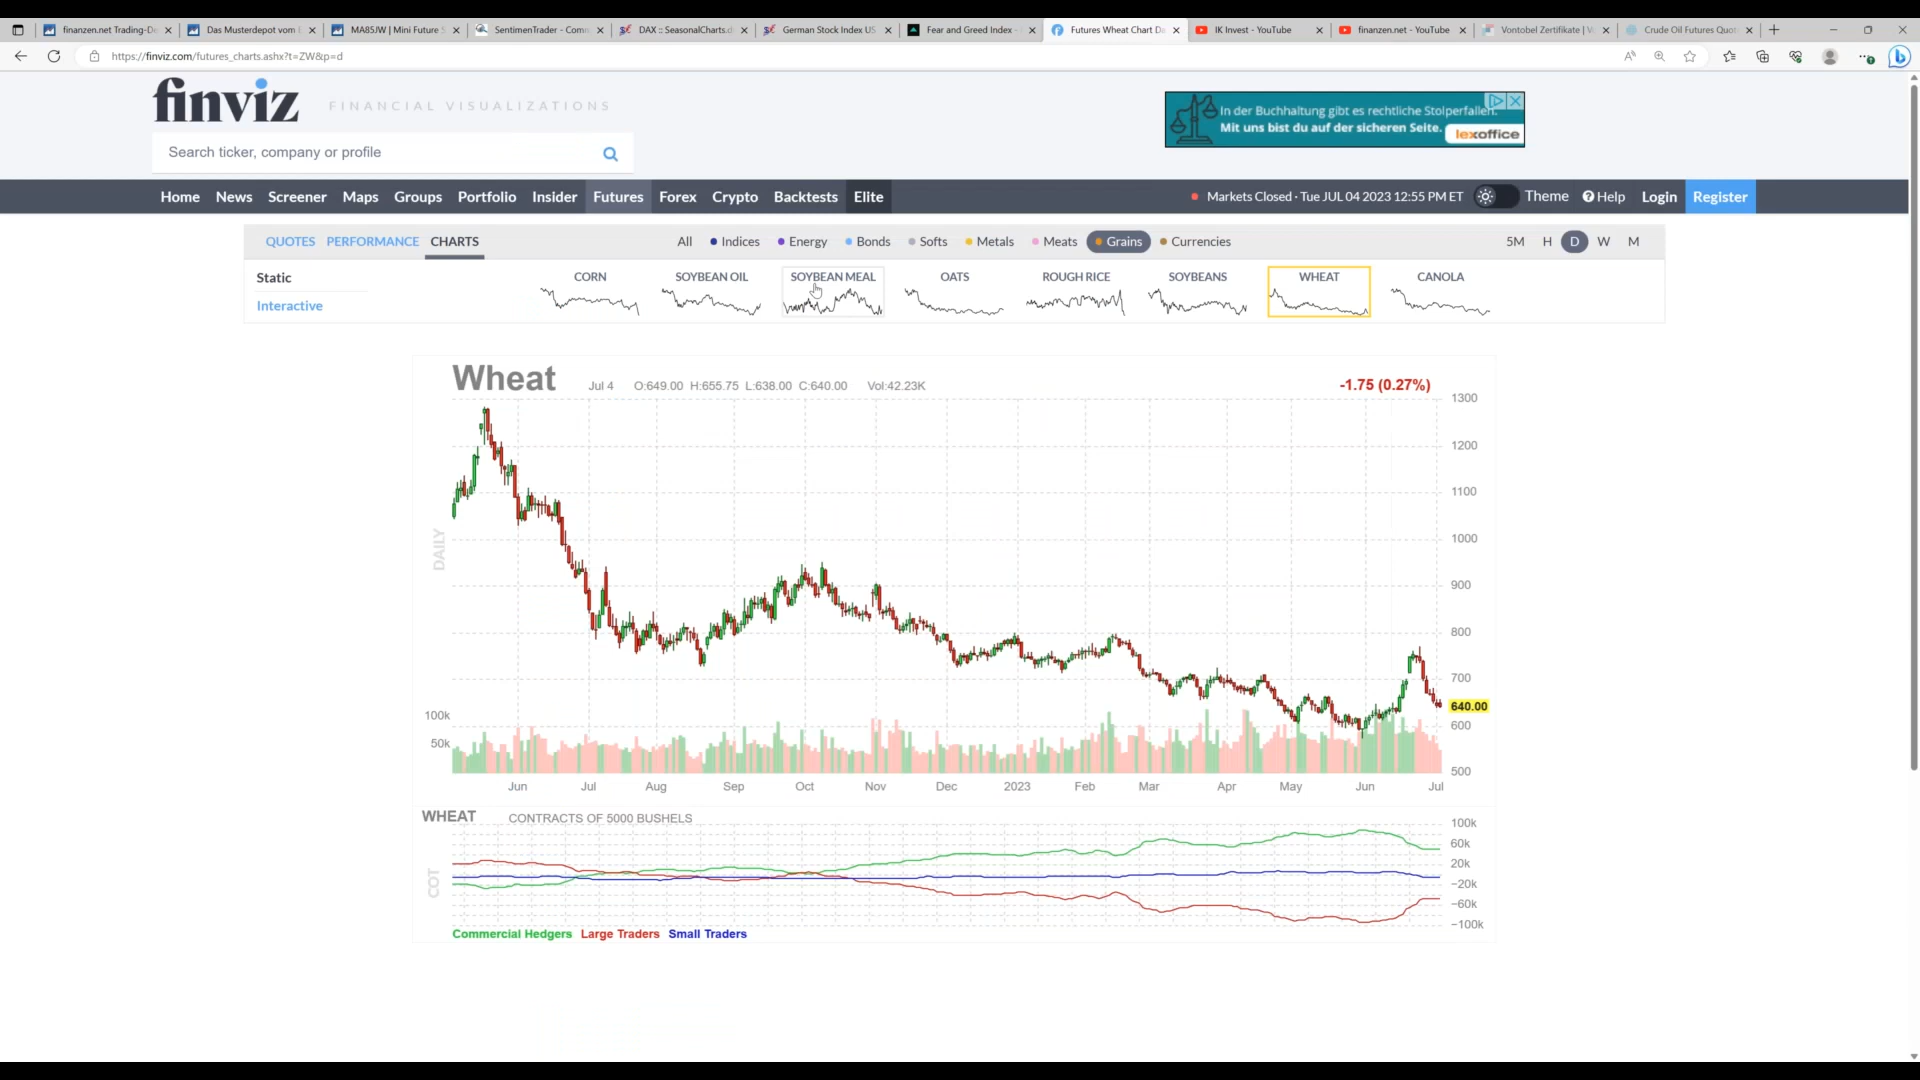 finanzen.net Trading-De
Das Musterdepot vom E
MA85JW | Mini Future S
SentimenTrader - Comm
DAX :: SeasonalCharts.d
German Stock Index US
Fear and Greed Index -
Futures Wheat Chart Da
IK Invest - YouTube
finanzen.net - YouTube
Vontobel Zertifikate | V
Crude Oil Futures Quot
https://finviz.com/futures_charts.ashx?t=ZW&p=d
finviz
FINANCIAL VISUALIZATIONS
In der Buchhaltung gibt es rechtliche Stolperfallen.
Mit uns bist du auf der sicheren Seite.
lexoffice
Search ticker, company or profile
Home News Screener Maps Groups Portfolio Insider Futures Forex Crypto Backtests Elite
Markets Closed · Tue JUL 04 2023 12:55 PM ET Theme Help Login Register
QUOTES PERFORMANCE CHARTS
All Indices Energy Bonds Softs Metals Meats Grains Currencies
5M H D W M
Static
Interactive
CORN SOYBEAN OIL SOYBEAN MEAL OATS ROUGH RICE SOYBEANS WHEAT CANOLA
Wheat Jul 4 O:649.00 H:655.75 L:638.00 C:640.00 Vol:42.23K -1.75 (0.27%)
1300
1200
1100
1000
900
800
700
640.00
600
500
DAILY
100k
50k
Jun Jul Aug Sep Oct Nov Dec 2023 Feb Mar Apr May Jun Jul
WHEAT CONTRACTS OF 5000 BUSHELS
100k
60k
20k
−20k
−60k
−100k
COT
Commercial Hedgers Large Traders Small Traders